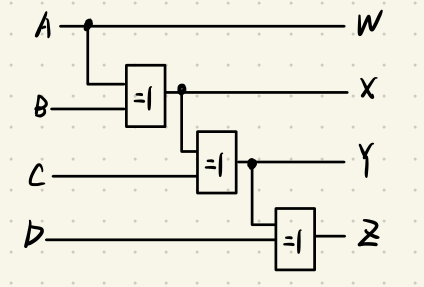 A W
B =1 X
C =1 Y
D =1 Z